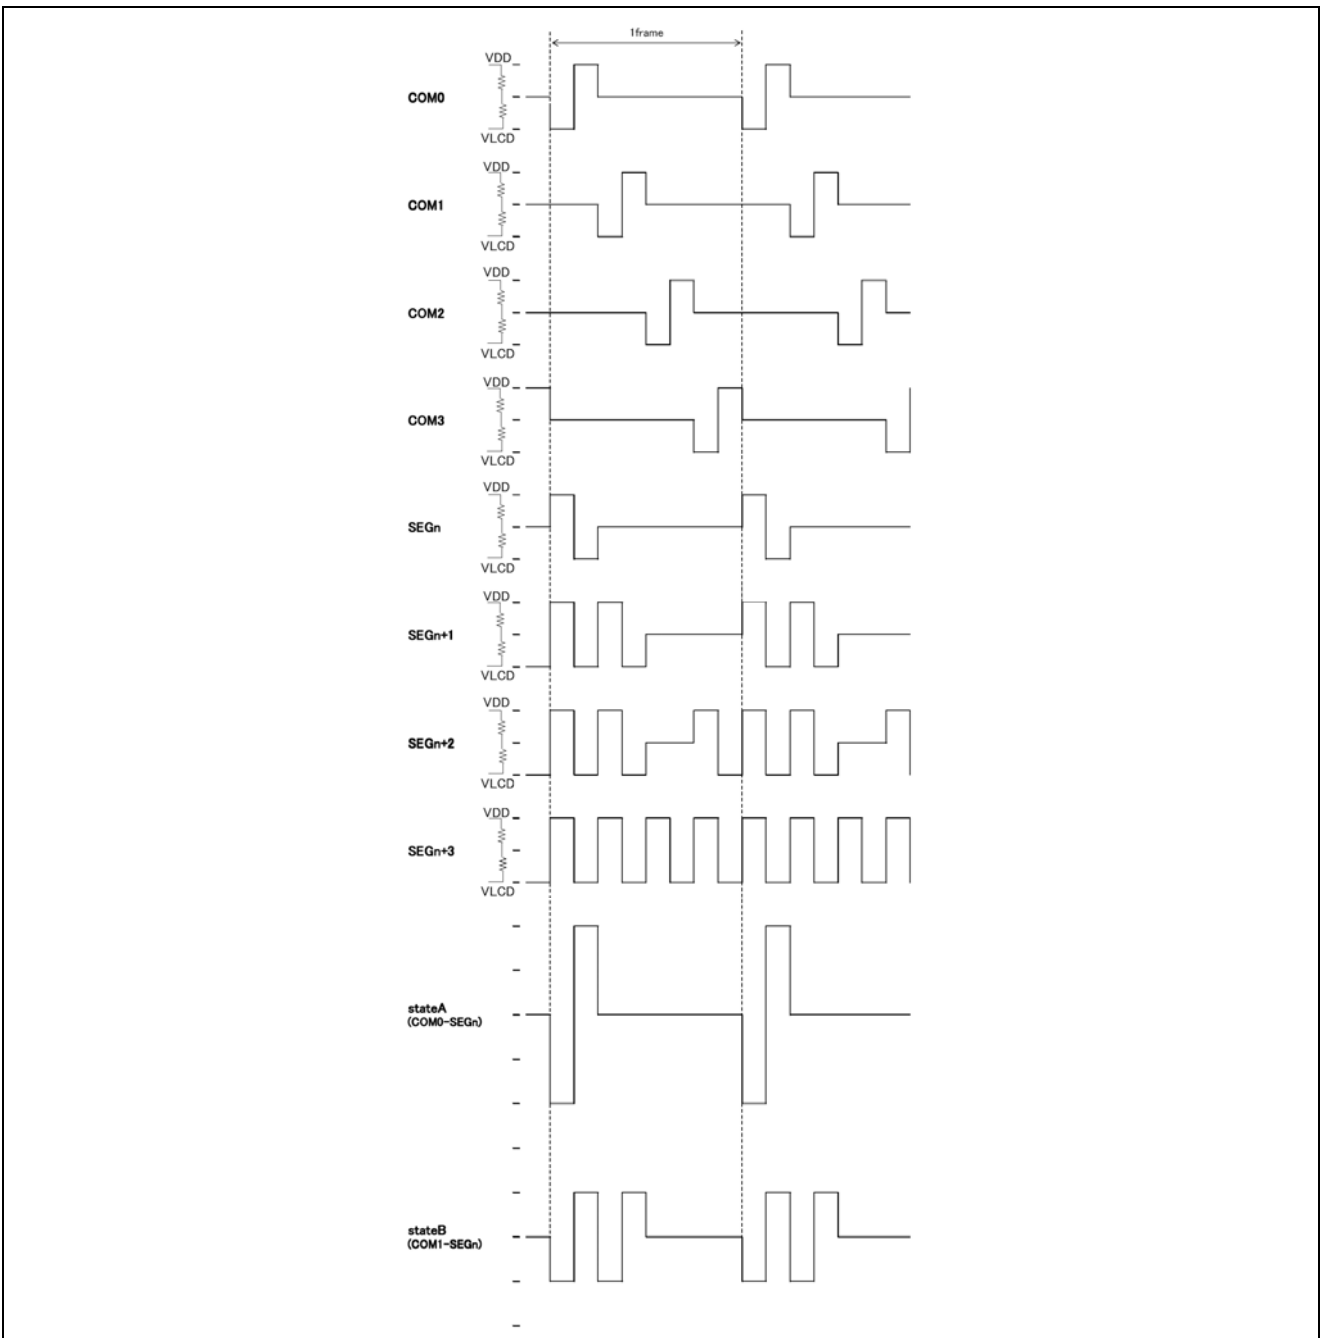 1frame
VDD
COM0
VLCD
VDD
COM1
VLCD
VDD
COM2
VLCD
VDD
COM3
VLCD
VDD
SEGn
VLCD
VDD
SEGn+1
VLCD
VDD
SEGn+2
VLCD
VDD
SEGn+3
VLCD
stateA
(COM0-SEGn)
stateB
(COM1-SEGn)